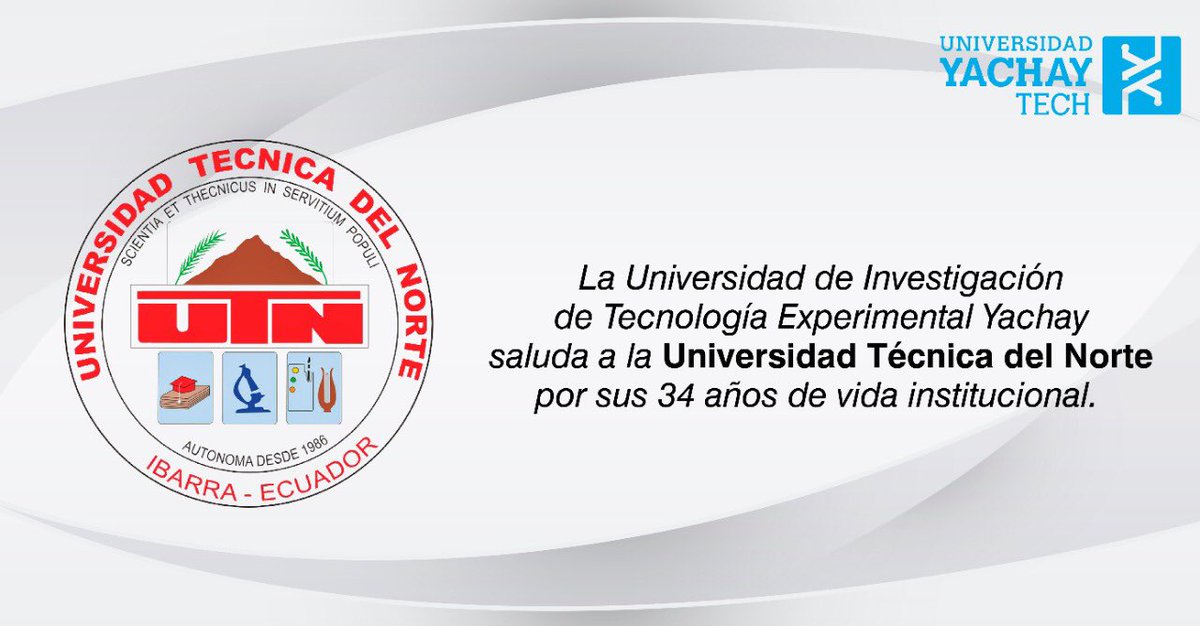 UNIVERSIDAD
YACHAY
TECH
UNIVERSIDAD TECNICA DEL NORTE
SCIENTIA ET THECNICUS IN SERVITIUM POPULI
UTN
AUTONOMA DESDE 1986
IBARRA - ECUADOR
La Universidad de Investigación
de Tecnología Experimental Yachay
saluda a la Universidad Técnica del Norte
por sus 34 años de vida institucional.